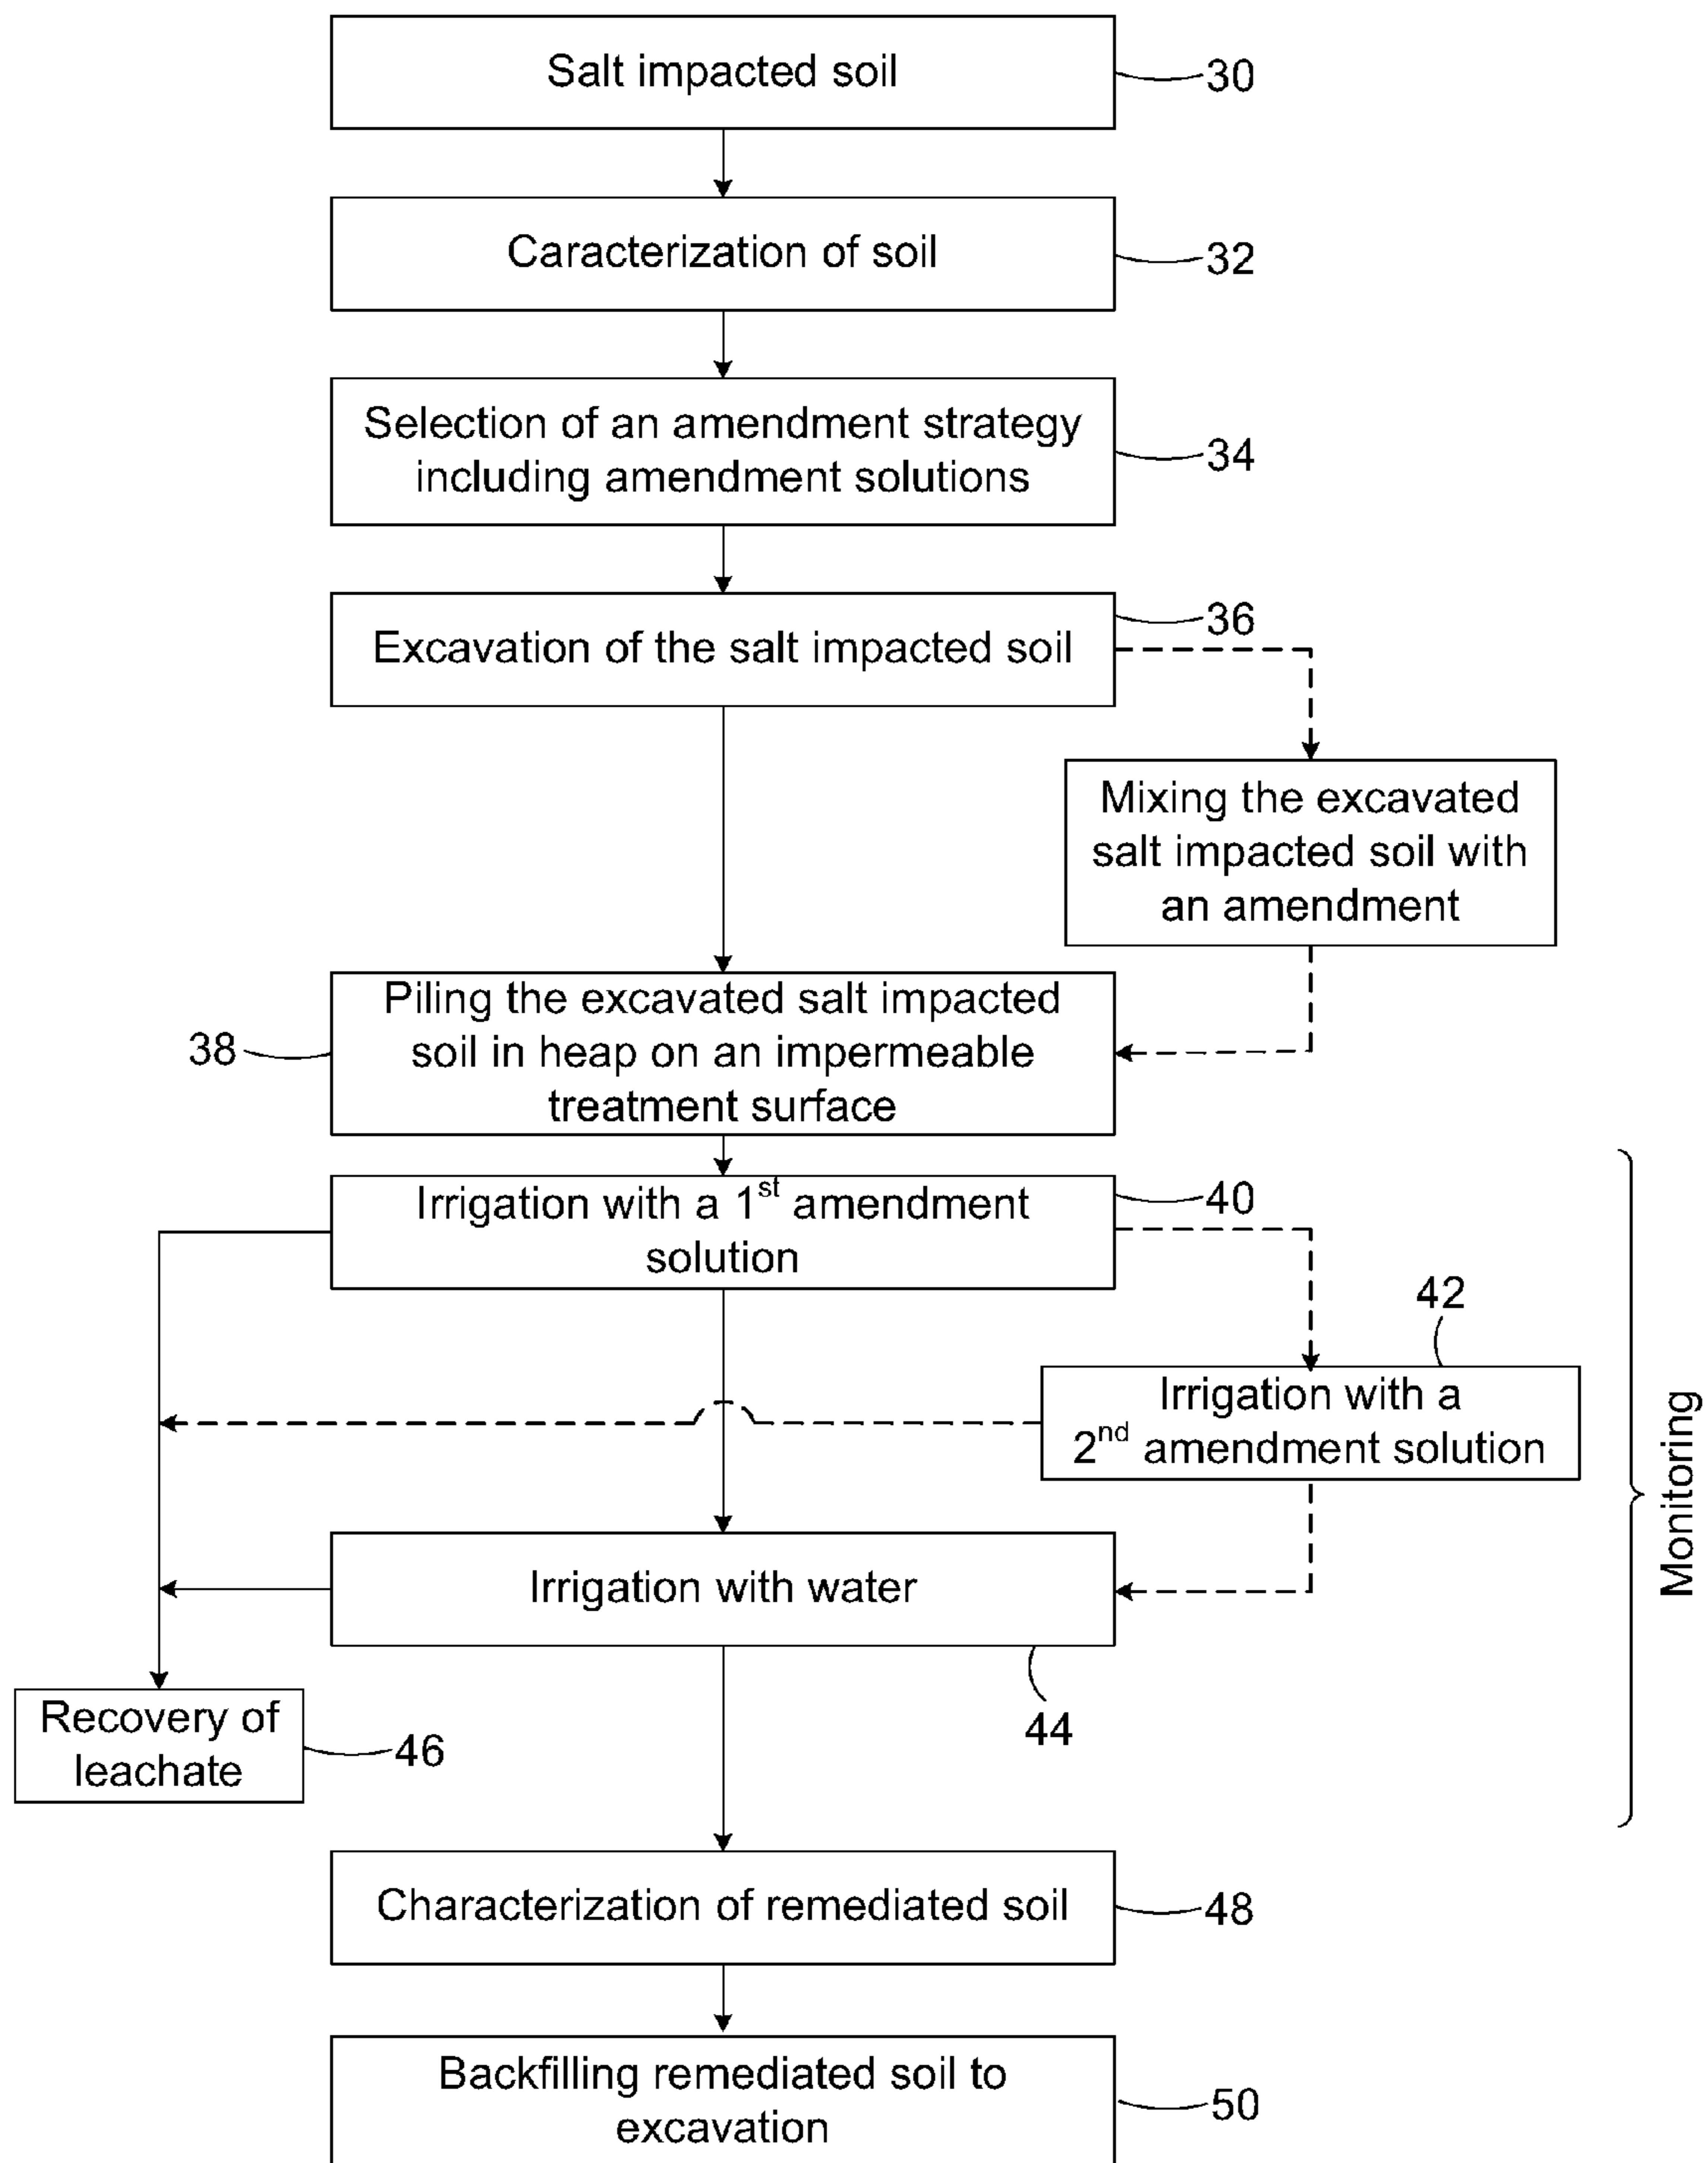 Salt impacted soil
30
Caracterization of soil
32
Selection of an amendment strategy
including amendment solutions
34
Excavation of the salt impacted soil
36
Mixing the excavated
salt impacted soil with
an amendment
Piling the excavated salt impacted
soil in heap on an impermeable
treatment surface
38
Irrigation with a 1st amendment
solution
40
42
Irrigation with a
2nd amendment solution
Monitoring
Irrigation with water
44
Recovery of
leachate
46
Characterization of remediated soil
48
Backfilling remediated soil to
excavation
50